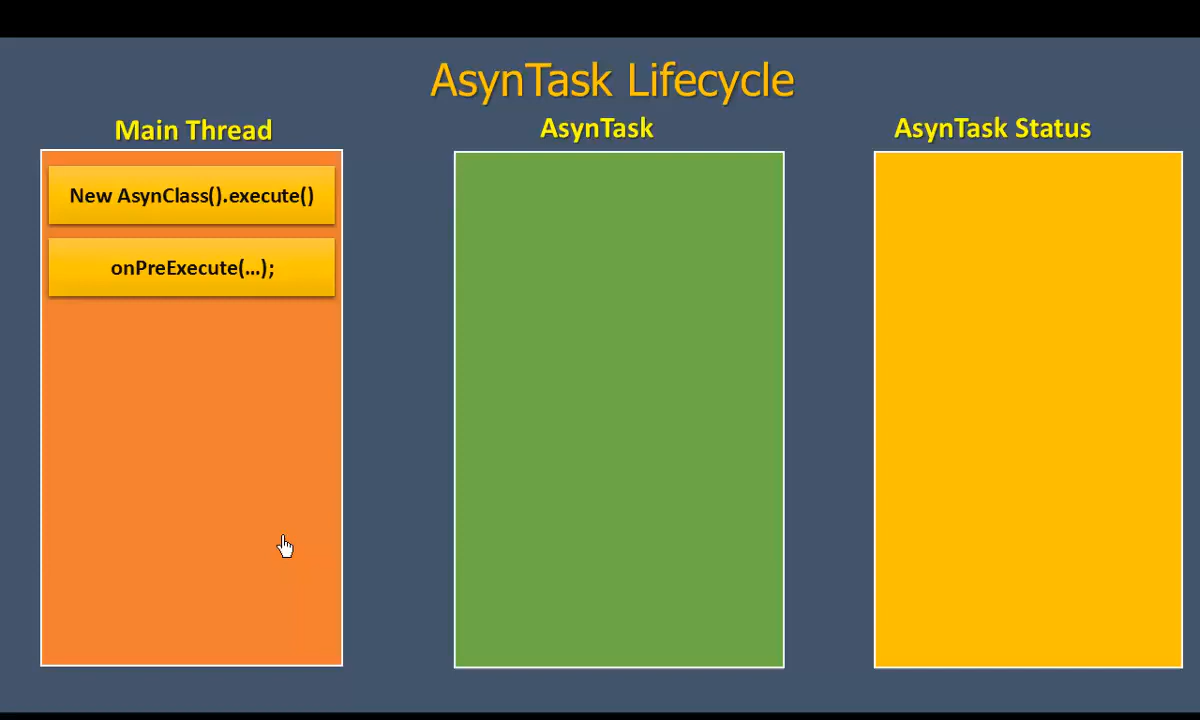 AsynTask Lifecycle
Main Thread
AsynTask
AsynTask Status
New AsynClass().execute()
onPreExecute(...);